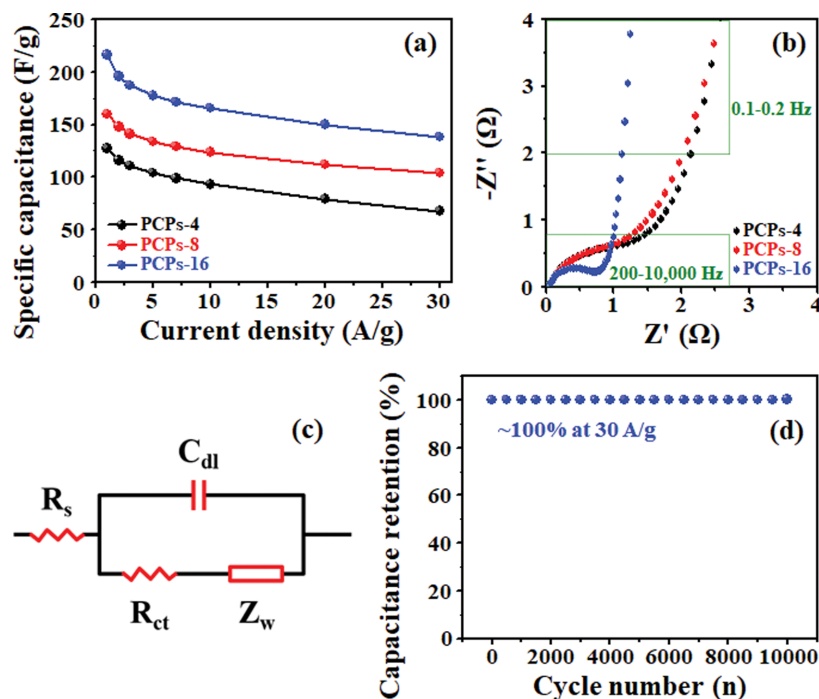 (a)
Specific capacitance (F/g)
250
200
150
100
50
0
PCPs-4
PCPs-8
PCPs-16
0 5 10 15 20 25 30
Current density (A/g)
(b)
-Z'' (Ω)
4
3
2
1
0
0.1-0.2 Hz
PCPs-4
PCPs-8
PCPs-16
200-10,000 Hz
0 1 2 3 4
Z' (Ω)
(c)
Cdl
Rs
Rct
Zw
(d)
Capacitance retention (%)
100
80
60
40
20
0
~100% at 30 A/g
0 2000 4000 6000 8000 10000
Cycle number (n)